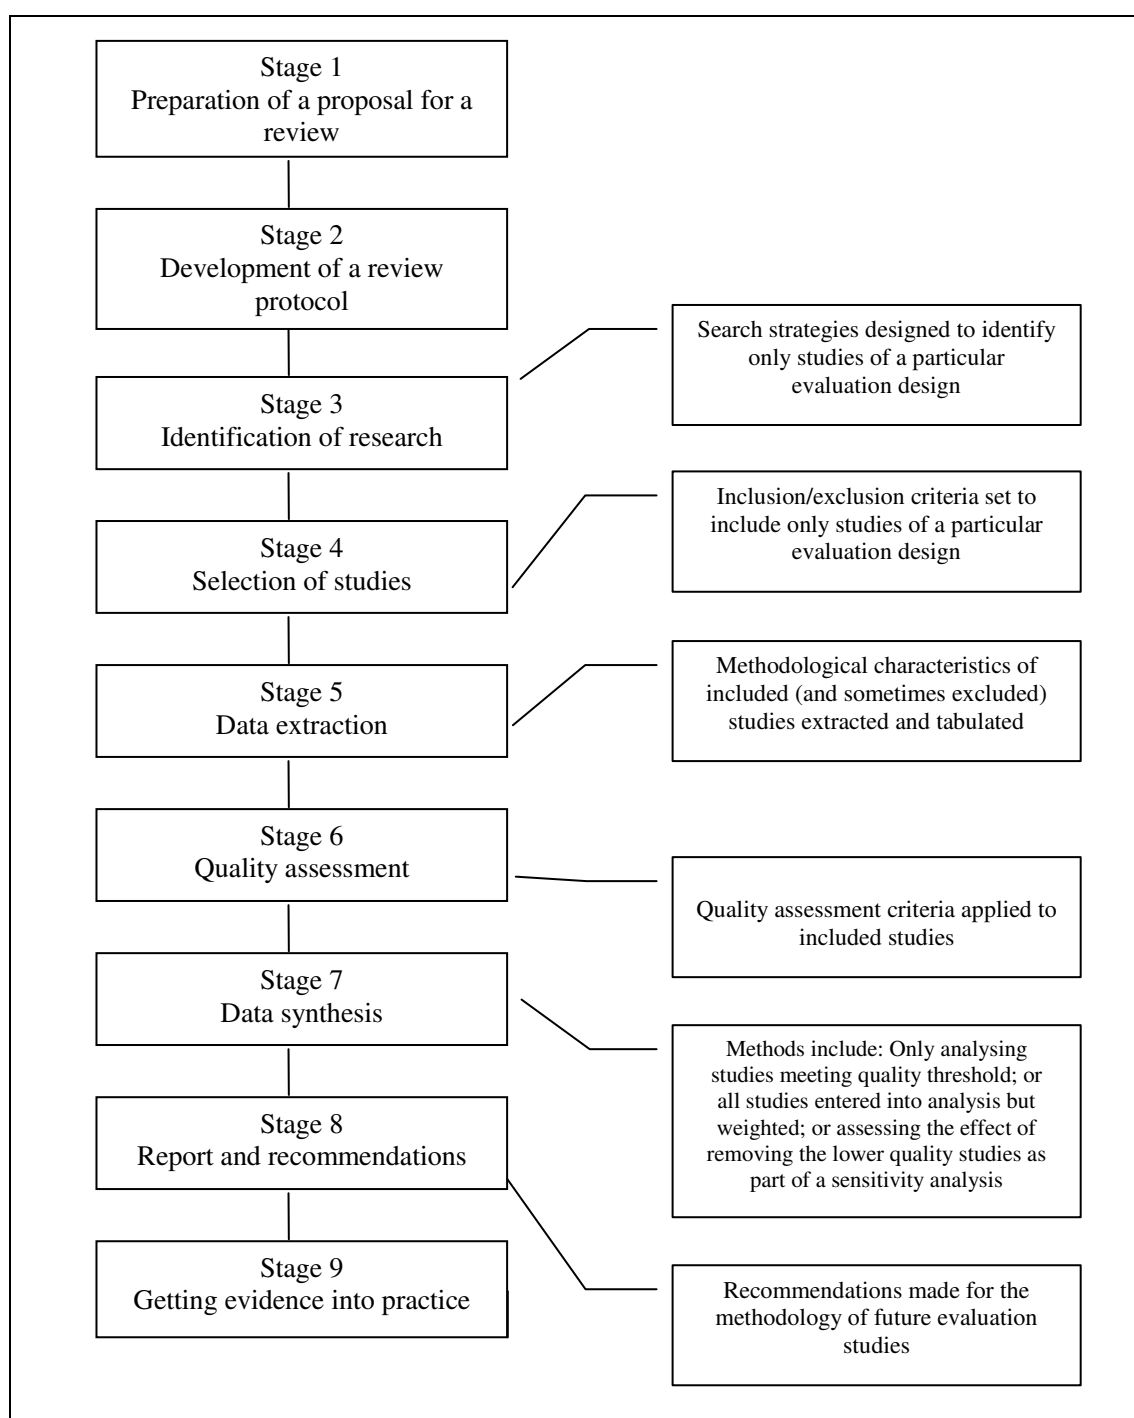 Stage 1
Preparation of a proposal for a
review
Stage 2
Development of a review
protocol
Search strategies designed to identify
only studies of a particular
evaluation design
Stage 3
Identification of research
Inclusion/exclusion criteria set to
include only studies of a particular
evaluation design
Stage 4
Selection of studies
Methodological characteristics of
included (and sometimes excluded)
studies extracted and tabulated
Stage 5
Data extraction
Stage 6
Quality assessment
Quality assessment criteria applied to
included studies
Stage 7
Data synthesis
Methods include: Only analysing
studies meeting quality threshold; or
all studies entered into analysis but
weighted; or assessing the effect of
removing the lower quality studies as
part of a sensitivity analysis
Stage 8
Report and recommendations
Stage 9
Getting evidence into practice
Recommendations made for the
methodology of future evaluation
studies